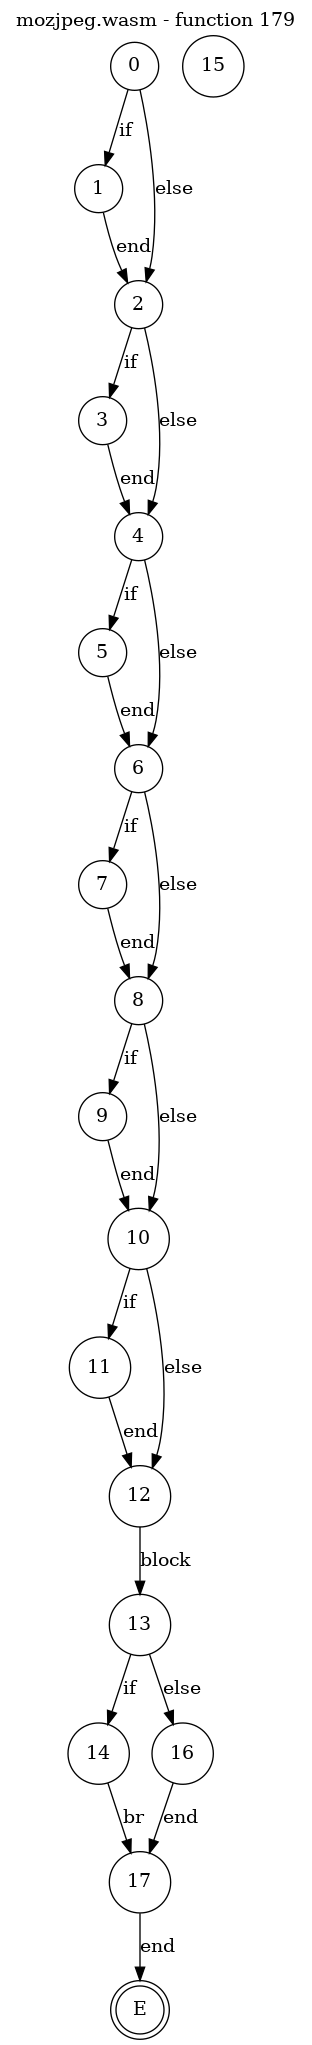 mozjpeg.wasm - function 179
0
15
if
1
else
end
2
if
3
else
end
4
if
5
else
end
6
if
7
else
end
8
if
9
else
end
10
if
11
else
end
12
block
13
if
else
14
16
br
end
17
end
E